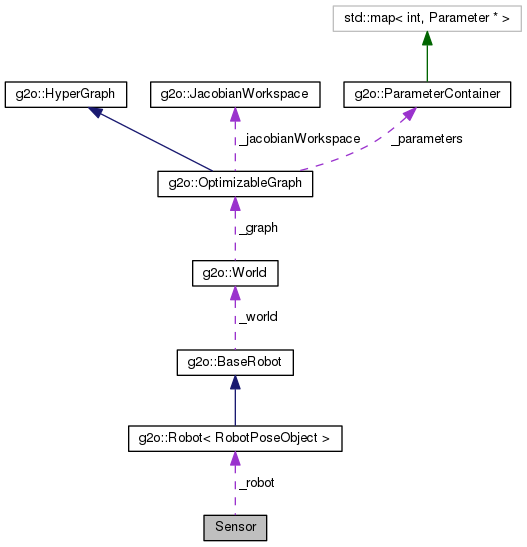 std::map< int, Parameter * >
g2o::HyperGraph
g2o::JacobianWorkspace
g2o::ParameterContainer
_jacobianWorkspace
_parameters
g2o::OptimizableGraph
_graph
g2o::World
_world
g2o::BaseRobot
g2o::Robot< RobotPoseObject >
_robot
Sensor